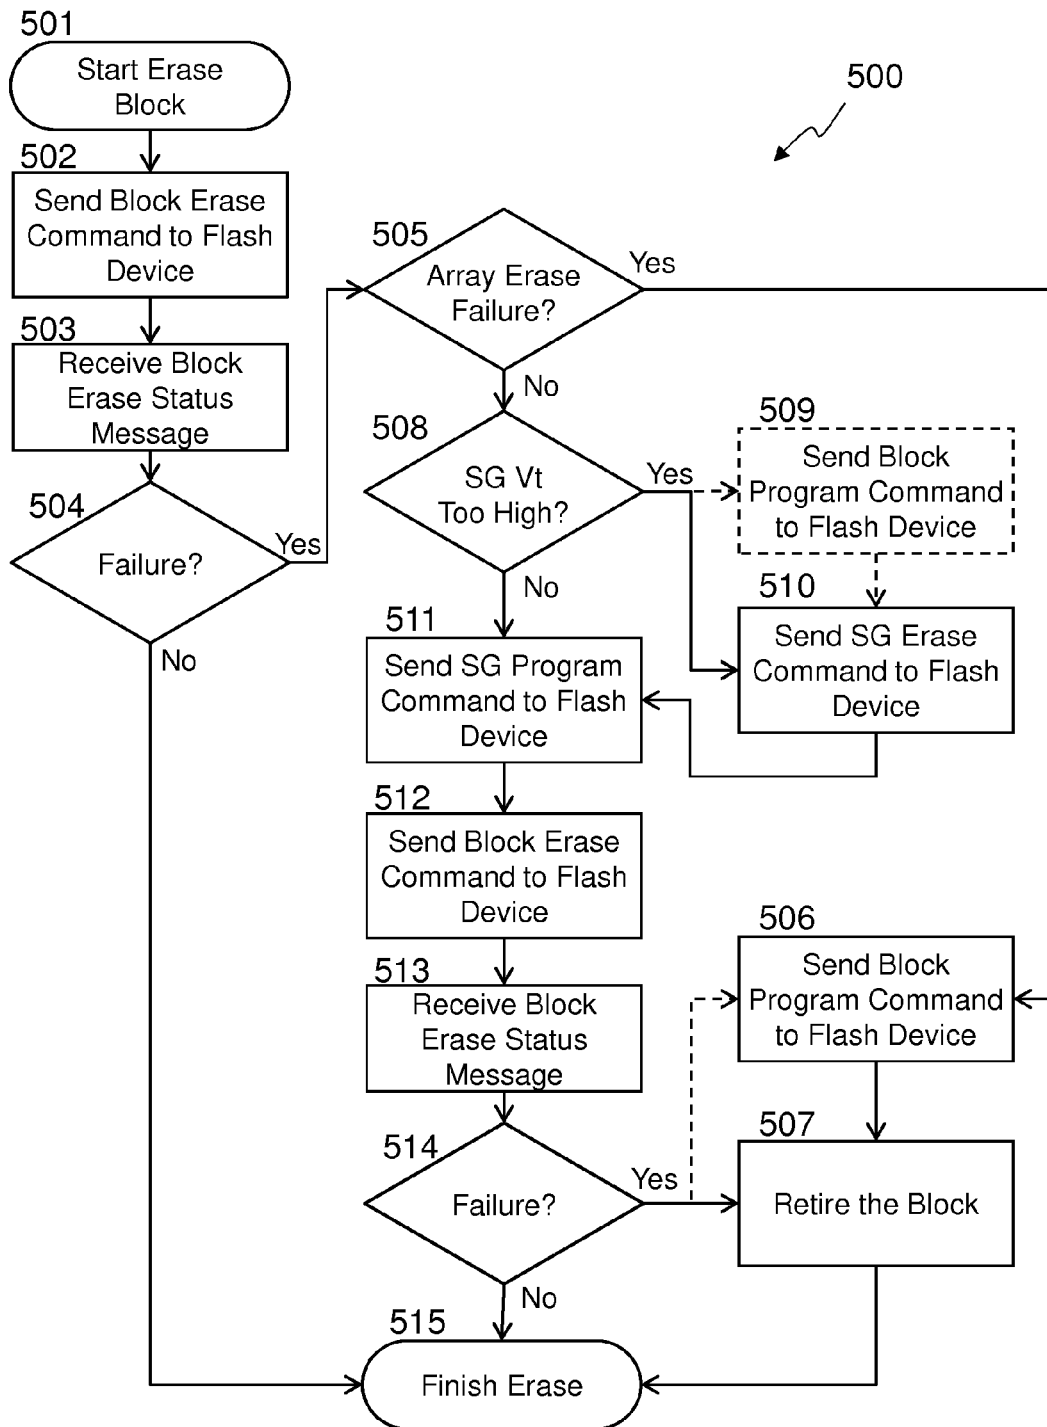 501
Start Erase
Block
500
502
Send Block Erase
Command to Flash
Device
503
Receive Block
Erase Status
Message
504
Failure?
Yes
No
505
Array Erase
Failure?
Yes
No
508
SG Vt
Too High?
Yes
No
509
Send Block
Program Command
to Flash Device
510
Send SG Erase
Command to Flash
Device
511
Send SG Program
Command to Flash
Device
512
Send Block Erase
Command to Flash
Device
513
Receive Block
Erase Status
Message
506
Send Block
Program Command
to Flash Device
514
Failure?
Yes
No
507
Retire the Block
515
Finish Erase